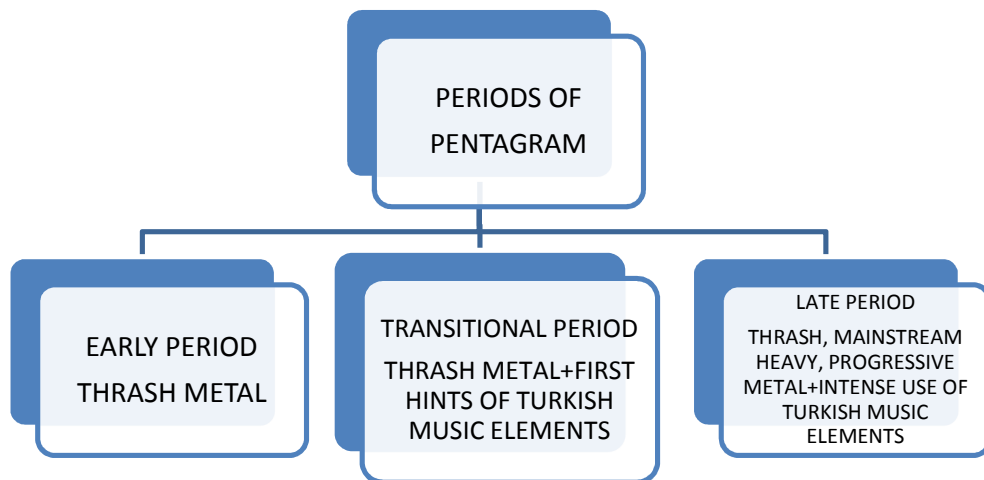 PERIODS OF
PENTAGRAM
EARLY PERIOD
THRASH METAL
TRANSITIONAL PERIOD
THRASH METAL+FIRST
HINTS OF TURKISH
MUSIC ELEMENTS
LATE PERIOD
THRASH, MAINSTREAM
HEAVY, PROGRESSIVE
METAL+INTENSE USE OF
TURKISH MUSIC
ELEMENTS